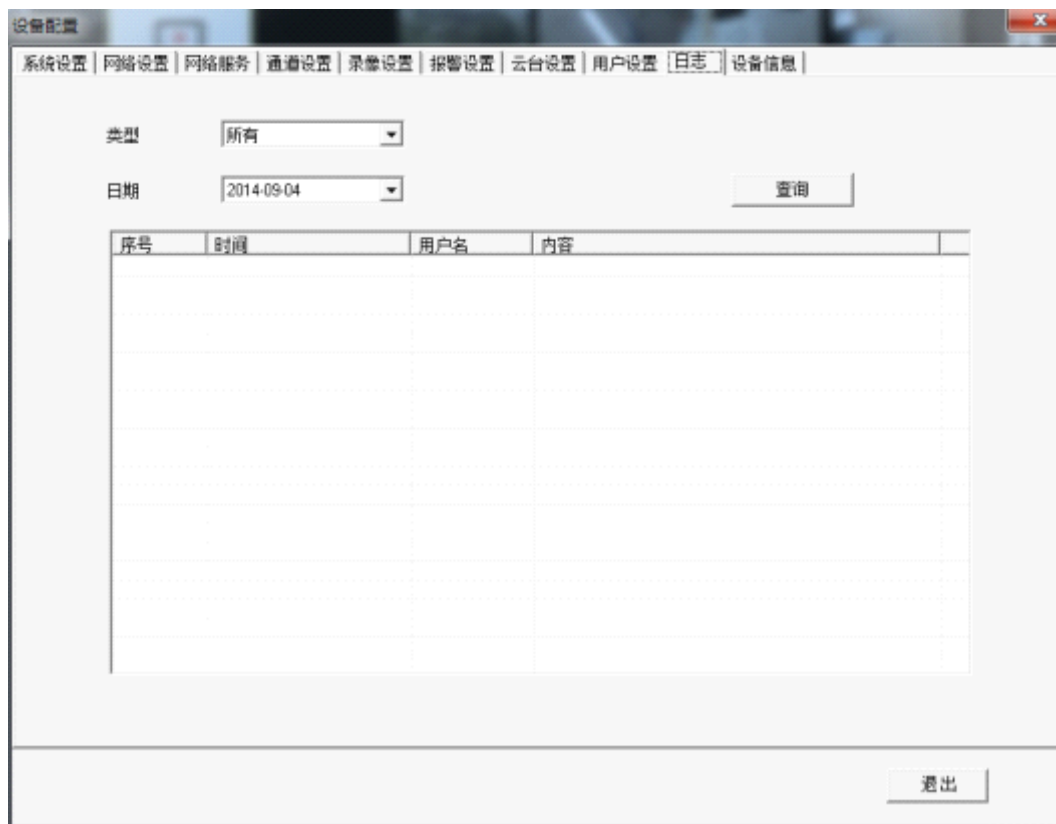 设备配置
系统设置 网络设置 网络服务 通道设置 录像设置 报警设置 云台设置 用户设置 日志 设备信息
类型 所有
日期 2014-09-04 查询
序号 时间 用户名 内容
退出